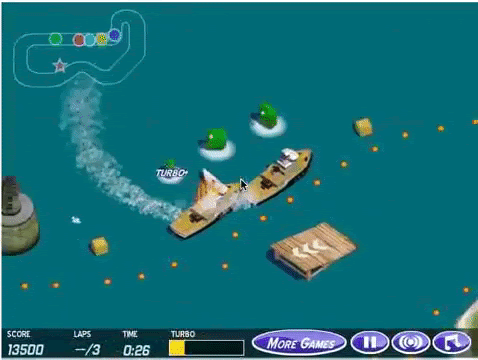 TURBO
SCORE LAPS TIME TURBO
13500 --/3 0:26 MORE GAMES